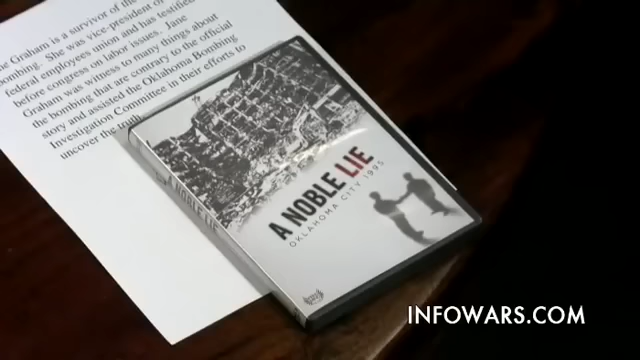 ne Graham is a survivor of the
bombing. She was vice-president of
federal employees union and has testified
before congress on labor issues. Jane
Graham was witness to many things about
the bombing that are contrary to the official
story and assisted the Oklahoma Bombing
Investigation Committee in their efforts to
uncover the truth.
A NOBLE LIE
A NOBLE LIE
OKLAHOMA CITY 1995
INFOWARS.COM